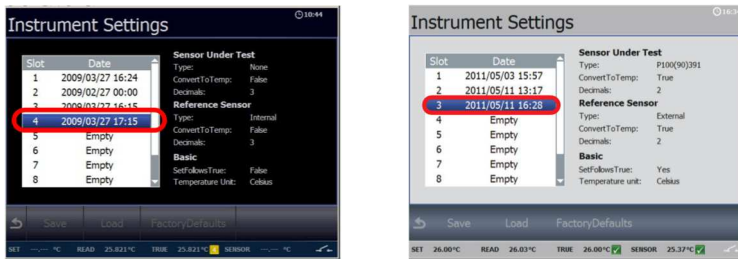 Instrument Settings
10:44
Slot Date
1 2009/03/27 16:24
2 2009/02/27 00:00
3 2009/03/27 16:15
4 2009/03/27 17:15
5 Empty
6 Empty
7 Empty
8 Empty
Sensor Under Test
Type: None
ConvertToTemp: False
Decimals: 3
Reference Sensor
Type: Internal
ConvertToTemp: False
Decimals: 3
Basic
SetFollowsTrue: False
Temperature Unit: Celsius
Save Load FactoryDefaults
SET ---.-- °C READ 25.821°C TRUE 25.821°C SENSOR ---.-- °C
Instrument Settings
Slot Date
1 2011/05/03 15:57
2 2011/05/11 13:17
3 2011/05/11 16:28
4 Empty
5 Empty
6 Empty
7 Empty
8 Empty
Sensor Under Test
Type: P100(90)391
ConvertToTemp: True
Decimals: 2
Reference Sensor
Type: External
ConvertToTemp: True
Decimals: 2
Basic
SetFollowsTrue: Yes
Temperature unit: Celsius
Save Load FactoryDefaults
SET 26.00°C READ 26.03°C TRUE 26.00°C SENSOR 25.37°C